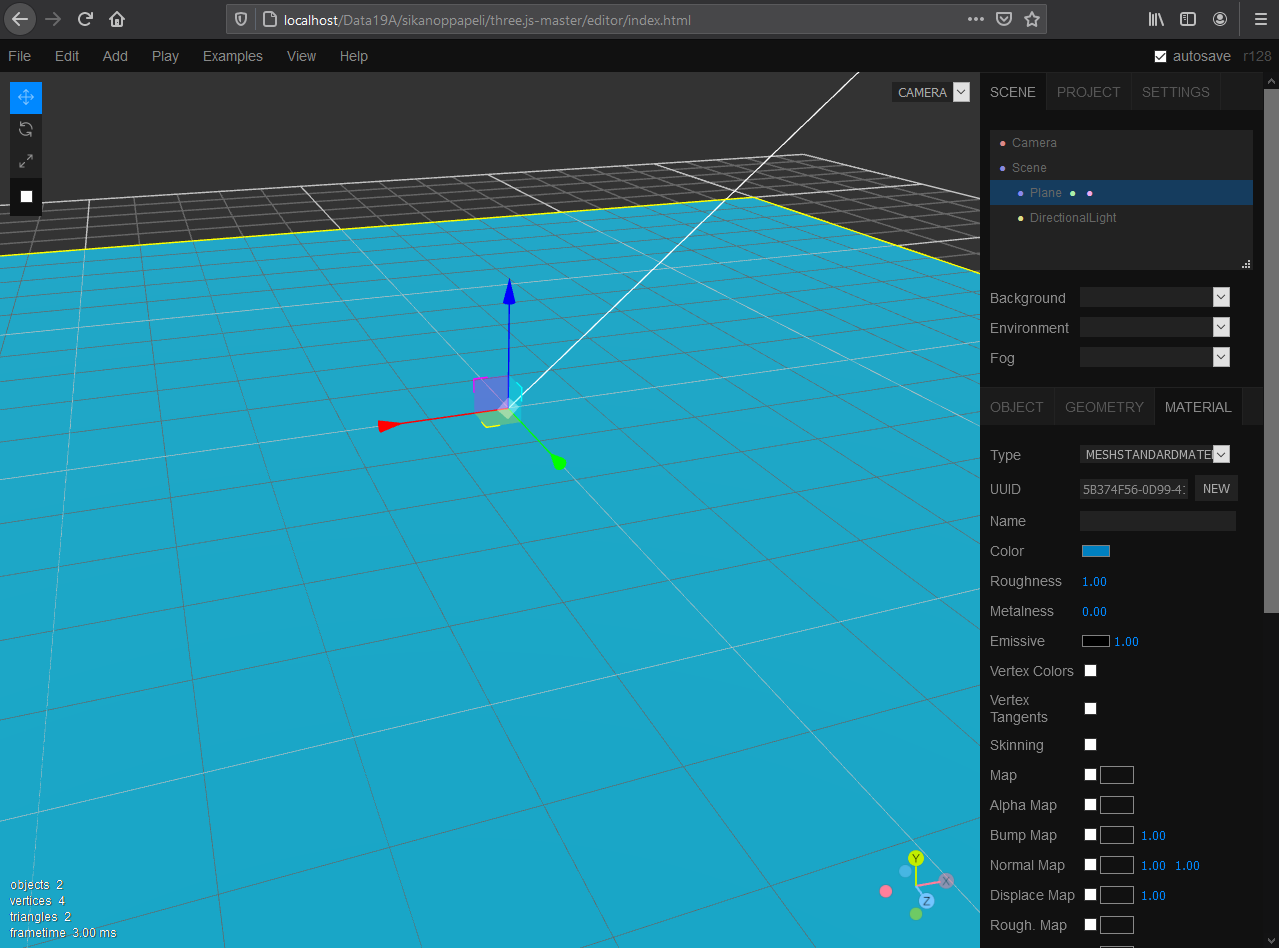 localhost/Data19A/sikanoppapeli/three.js-master/editor/index.html
File Edit Add Play Examples View Help autosave r128
CAMERA
SCENE PROJECT SETTINGS
Camera
Scene
Plane
DirectionalLight
Background
Environment
Fog
OBJECT GEOMETRY MATERIAL
Type MESHSTANDARDMATE
UUID 5B374F56-0D99-4 NEW
Name
Color
Roughness 1.00
Metalness 0.00
Emissive 1.00
Vertex Colors
Vertex
Tangents
Skinning
Map
Alpha Map
Bump Map 1.00
Normal Map 1.00 1.00
Displace Map 1.00
Rough. Map
Y
X
Z
objects 2
vertices 4
triangles 2
frametime 3.00 ms